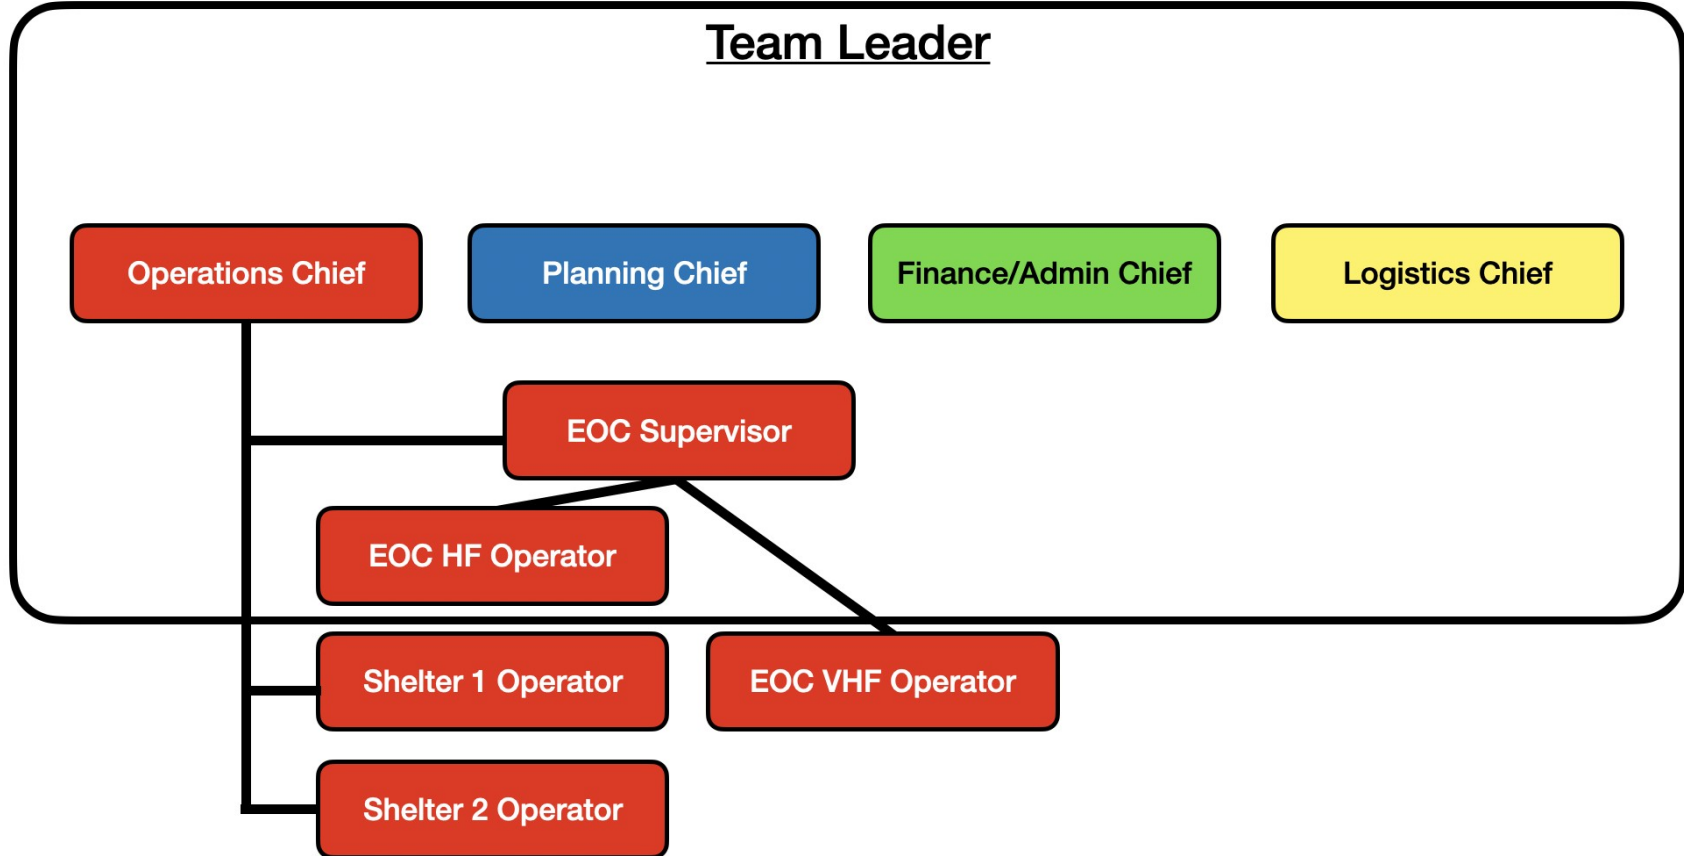 Team Leader
Operations Chief
Planning Chief
Finance/Admin Chief
Logistics Chief
EOC Supervisor
EOC HF Operator
Shelter 1 Operator
EOC VHF Operator
Shelter 2 Operator